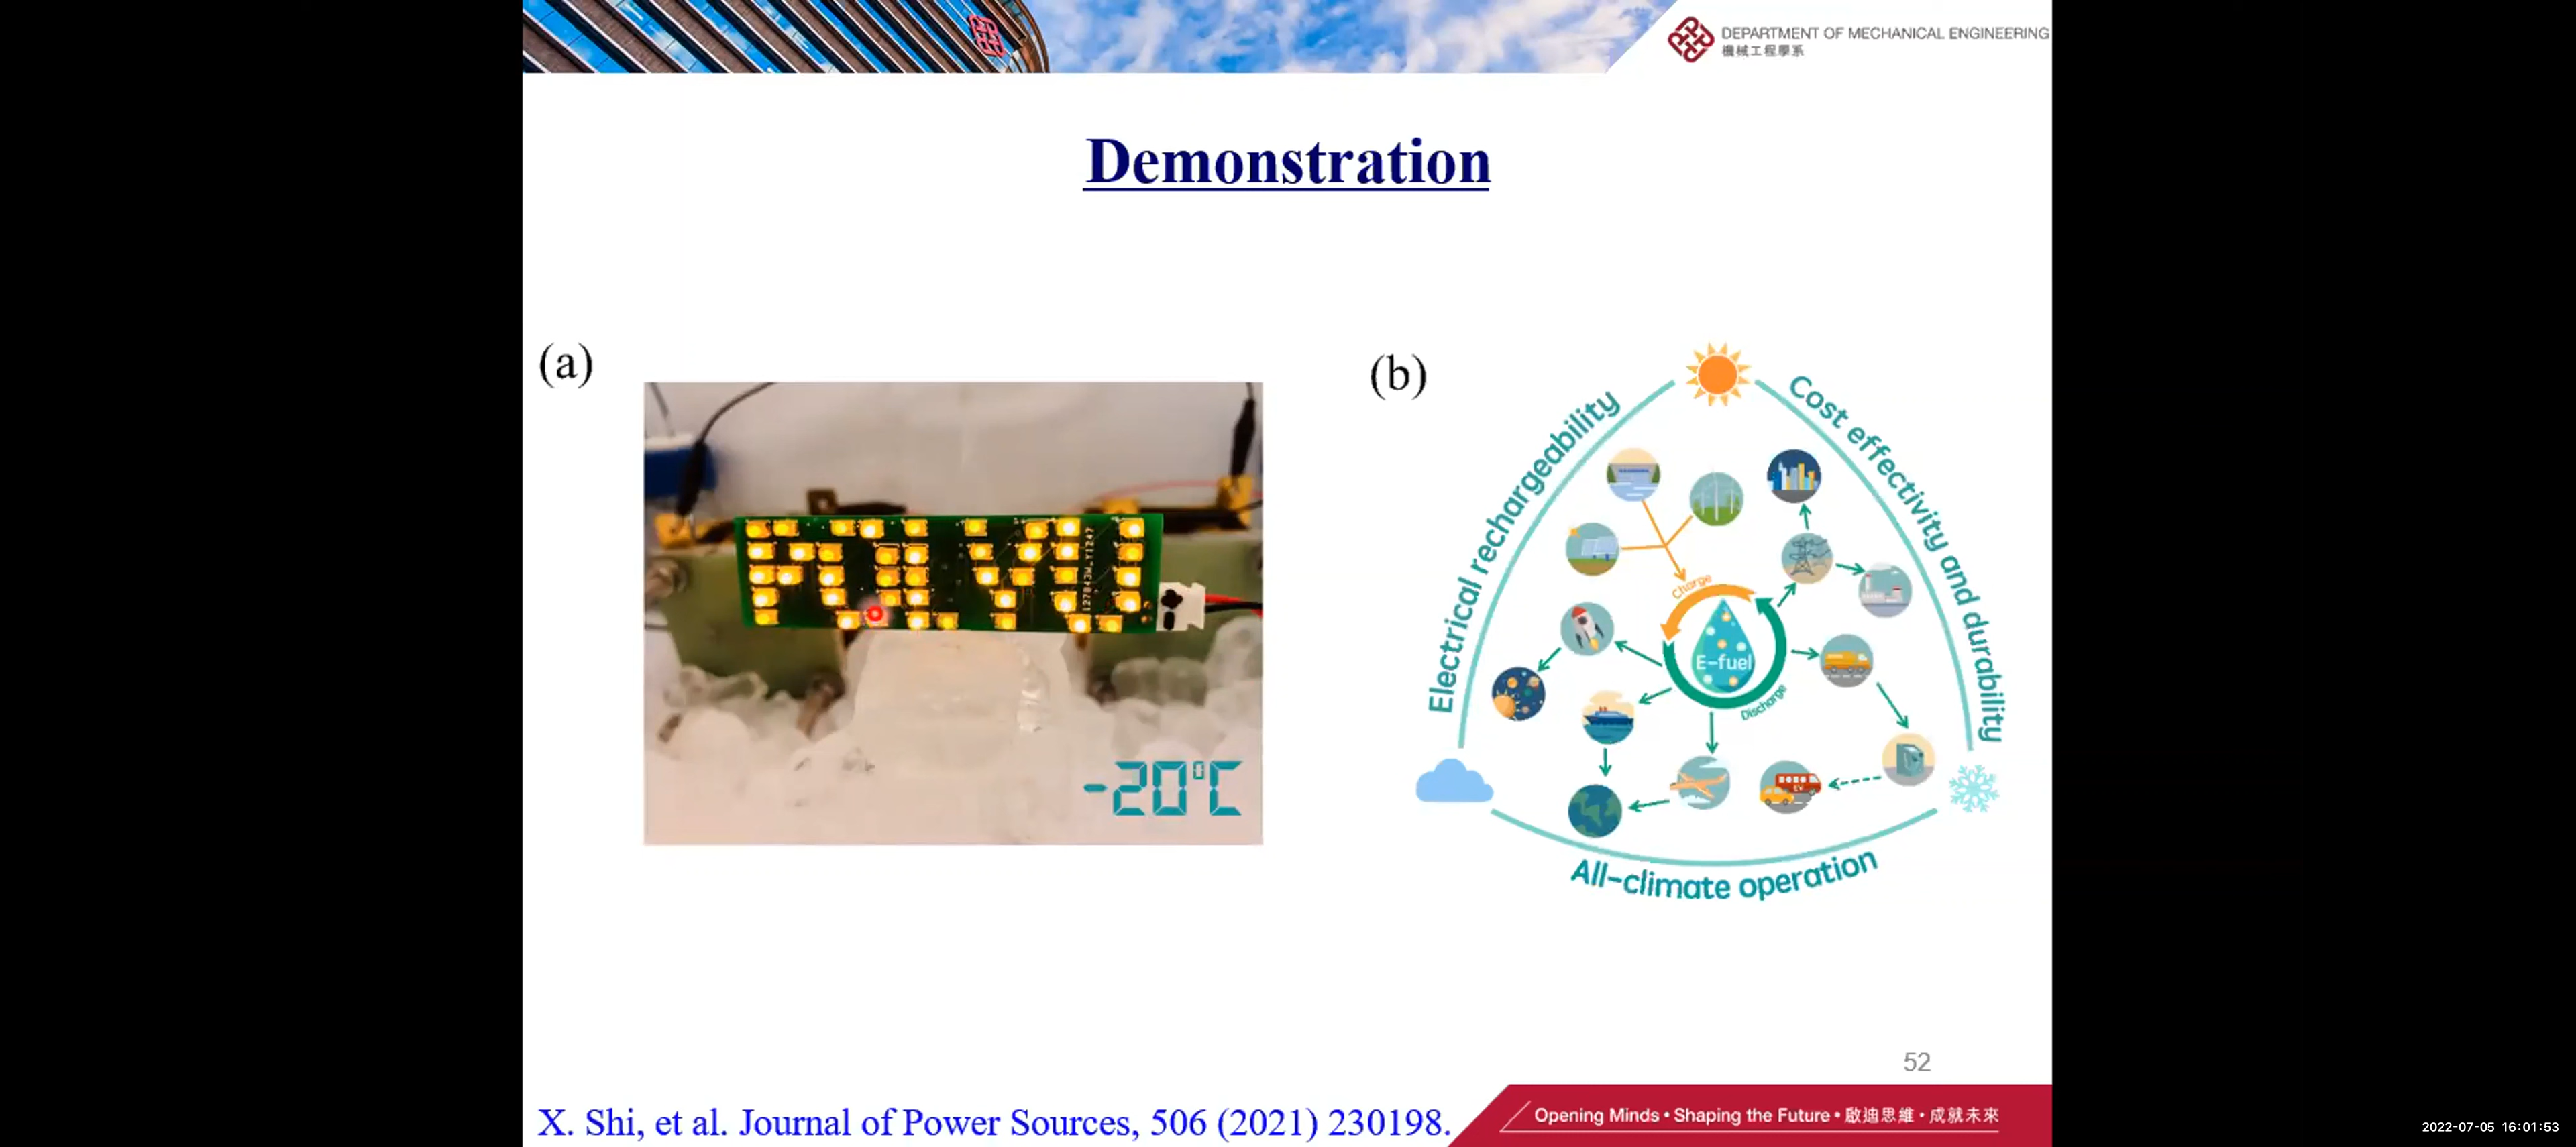 DEPARTMENT OF MECHANICAL ENGINEERING
機械工程學系
Demonstration
(a)
POLYU
-20°C
(b)
Electrical rechargeability
Cost effectivity and durability
Charge
E-fuel
Discharge
EV
All-climate operation
52
X. Shi, et al. Journal of Power Sources, 506 (2021) 230198.
Opening Minds • Shaping the Future • 啟迪思維 • 成就未來
2022-07-05 16:01:53